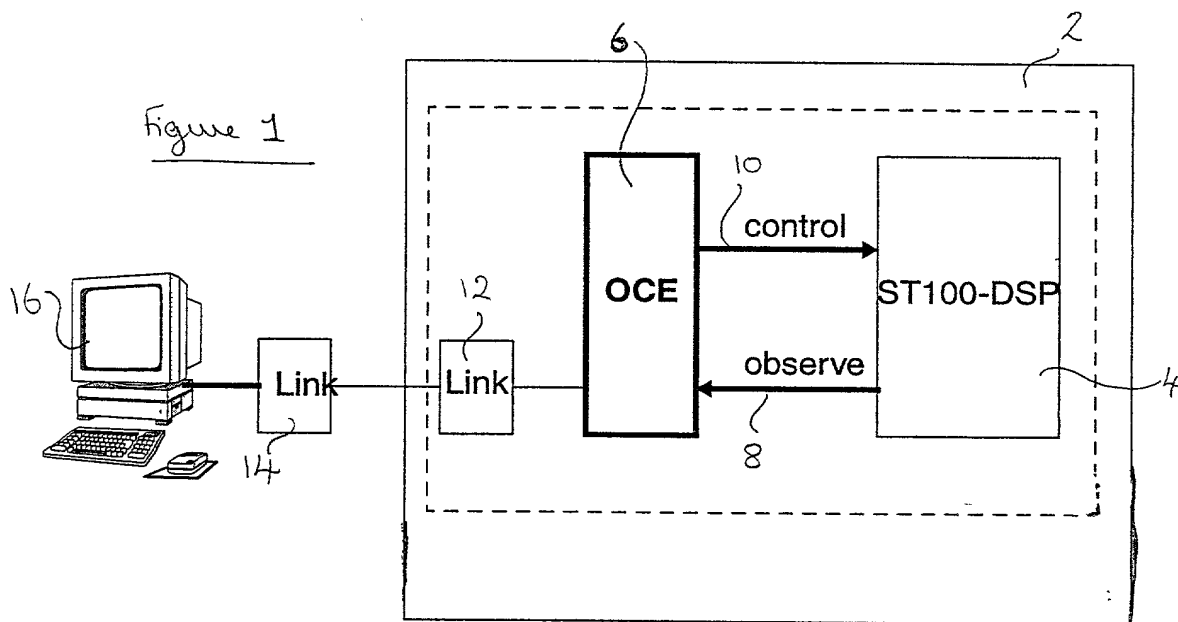 6
2
Figure 1
10
control
16
12
OCE
ST100-DSP
Link
Link
observe
4
14
8